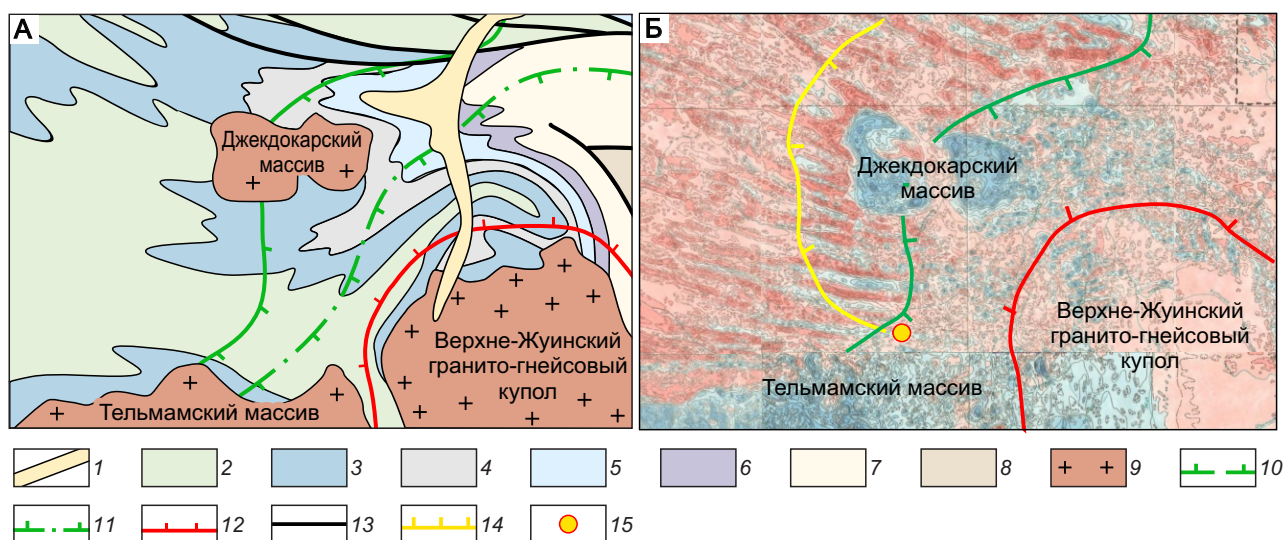 А
Джекдокарский
массив
Верхне-Жуинский
гранито-гнейсовый
купол
Тельмамский массив
Б
Джекдокарский
массив
Верхне-Жуинский
гранито-гнейсовый
купол
Тельмамский массив
1
2
3
4
5
6
7
8
9
10
11
12
13
14
15